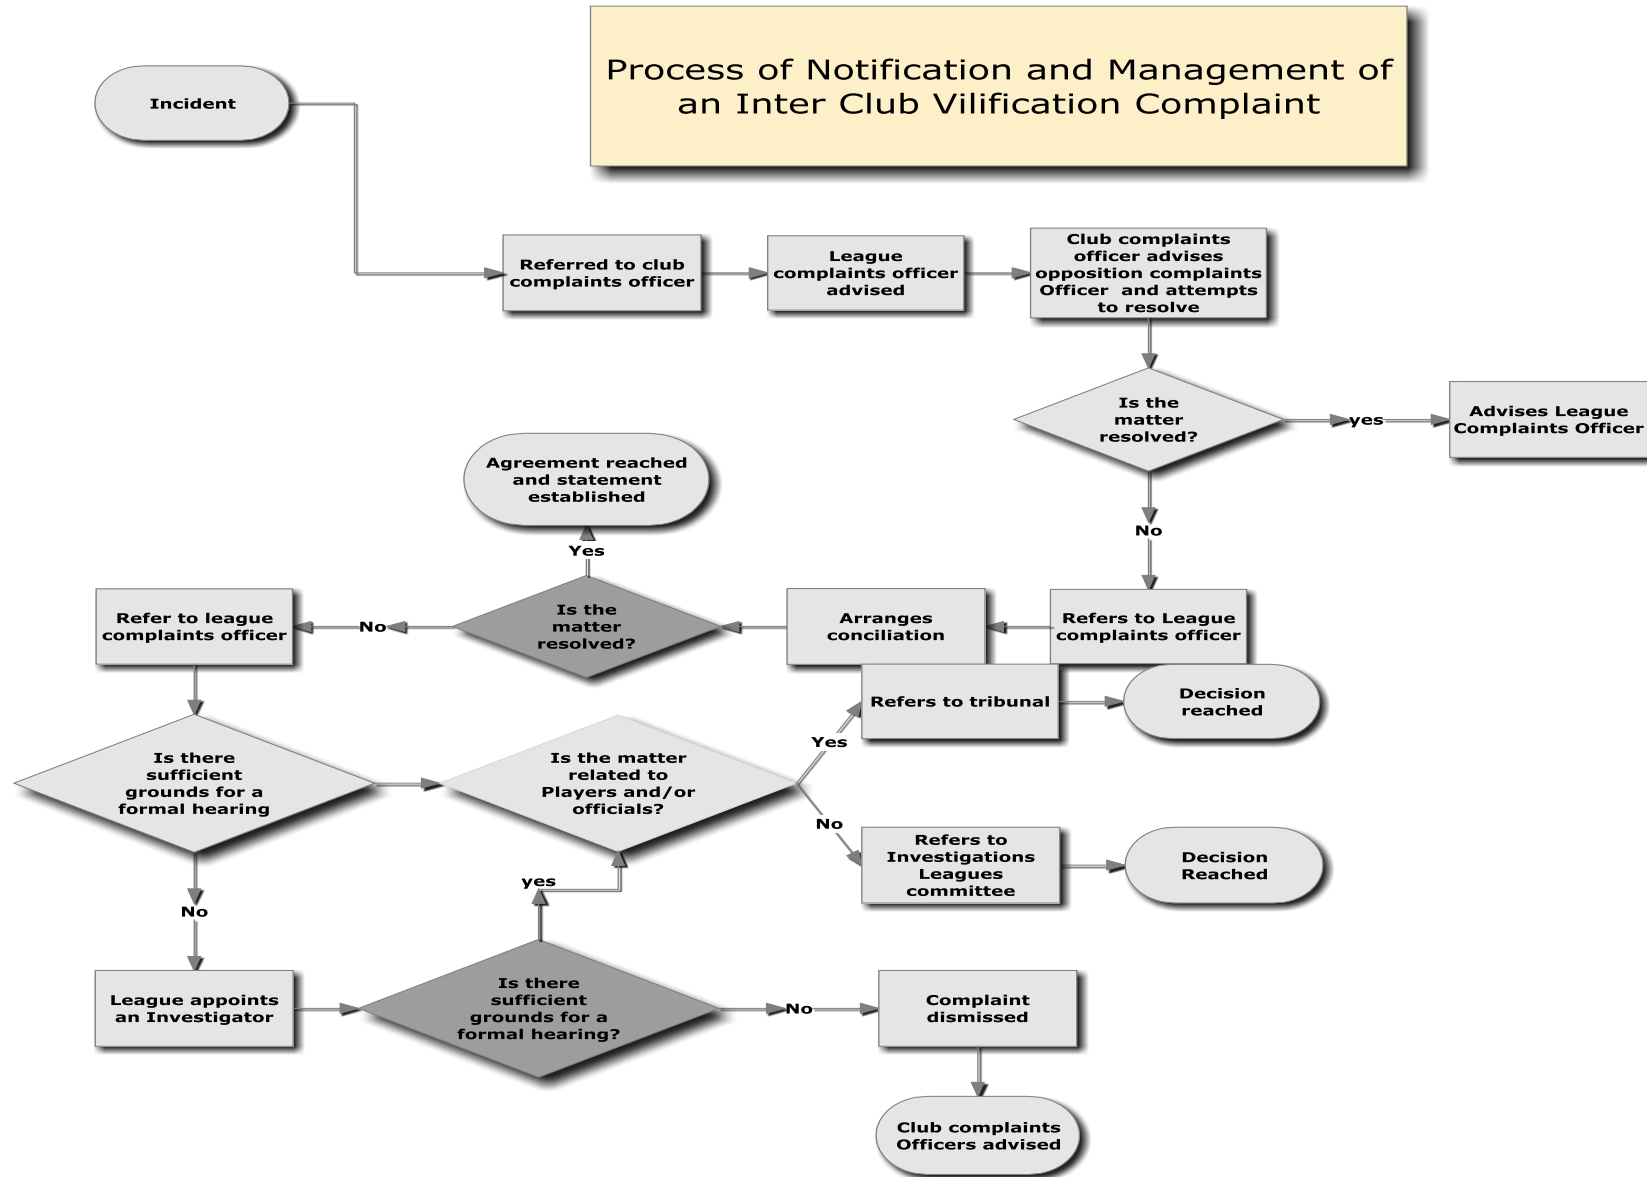 Process of Notification and Management of
an Inter Club Vilification Complaint
Incident
Referred to club
complaints officer
League
complaints officer
advised
Club complaints
officer advises
opposition complaints
Officer  and attempts
to resolve
Is the
matter
resolved?
yes
Advises League
Complaints Officer
No
Refers to League
complaints officer
Arranges
conciliation
Is the
matter
resolved?
Yes
Agreement reached
and statement
established
No
Refer to league
complaints officer
Is there
sufficient
grounds for a
formal hearing
Is the matter
related to
Players and/or
officials?
Yes
Refers to tribunal
Decision
reached
No
Refers to
Investigations
Leagues
committee
Decision
Reached
No
League appoints
an Investigator
Is there
sufficient
grounds for a
formal hearing?
yes
No
Complaint
dismissed
Club complaints
Officers advised